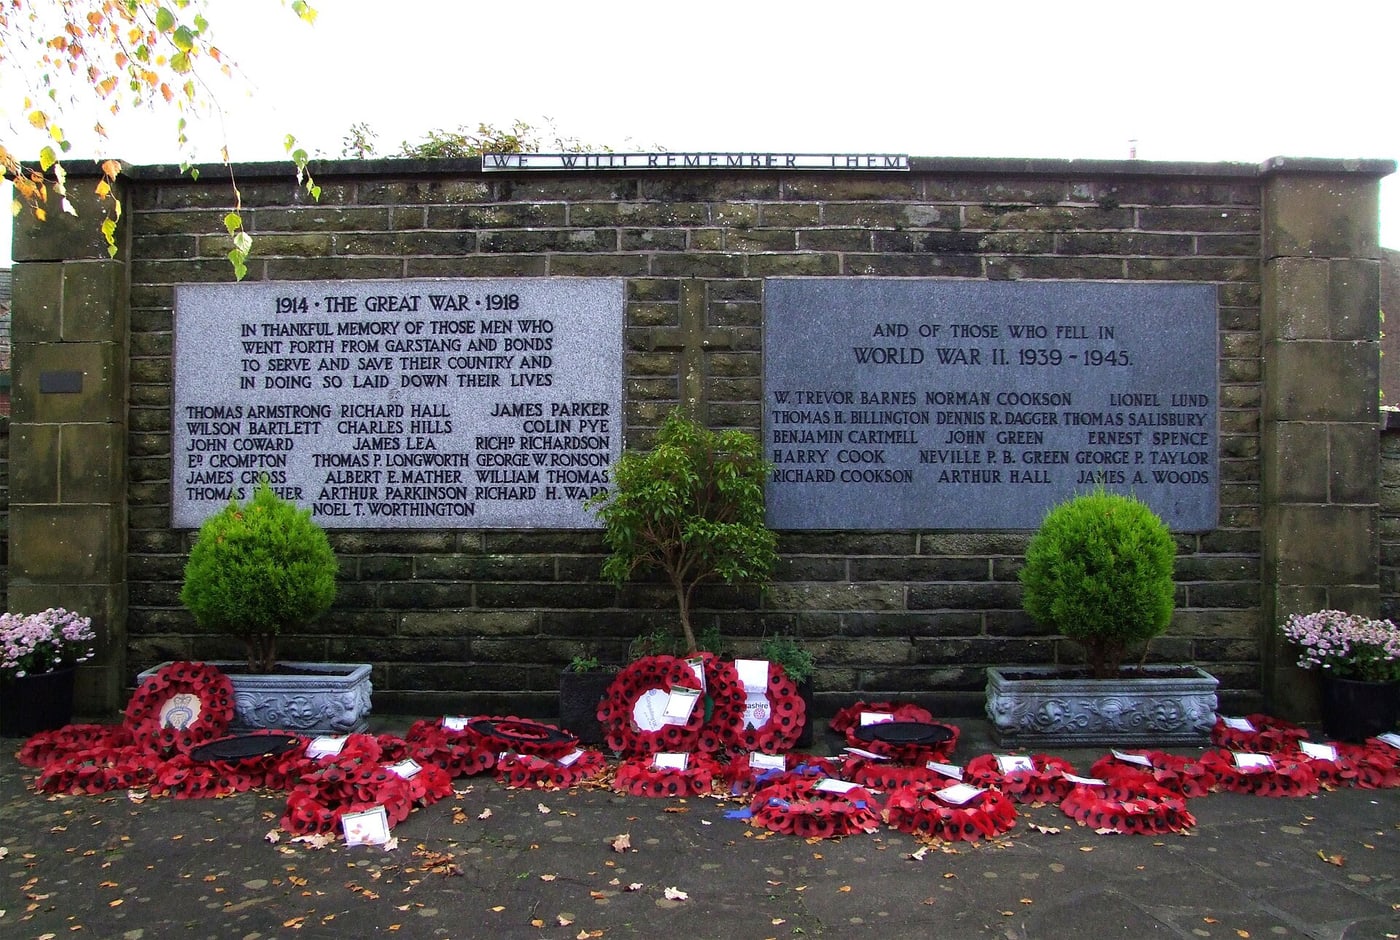 WE WILL REMEMBER THEM
1914 · THE GREAT WAR · 1918
IN THANKFUL MEMORY OF THOSE MEN WHO
WENT FORTH FROM GARSTANG AND BONDS
TO SERVE AND SAVE THEIR COUNTRY AND
IN DOING SO LAID DOWN THEIR LIVES
THOMAS ARMSTRONG RICHARD HALL JAMES PARKER
WILSON BARTLETT CHARLES HILLS COLIN PYE
JOHN COWARD JAMES LEA RICHD RICHARDSON
ED CROMPTON THOMAS P. LONGWORTH GEORGE W. RONSON
JAMES CROSS ALBERT E. MATHER WILLIAM THOMAS
THOMAS ARTHUR PARKINSON RICHARD H. WARD
NOEL T. WORTHINGTON
AND OF THOSE WHO FELL IN
WORLD WAR II. 1939 - 1945.
W. TREVOR BARNES NORMAN COOKSON LIONEL LUND
THOMAS H. BILLINGTON DENNIS R. DAGGER THOMAS SALISBURY
BENJAMIN CARTMELL JOHN GREEN ERNEST SPENCE
HARRY COOK NEVILLE P. B. GREEN GEORGE P. TAYLOR
RICHARD COOKSON ARTHUR HALL JAMES A. WOODS